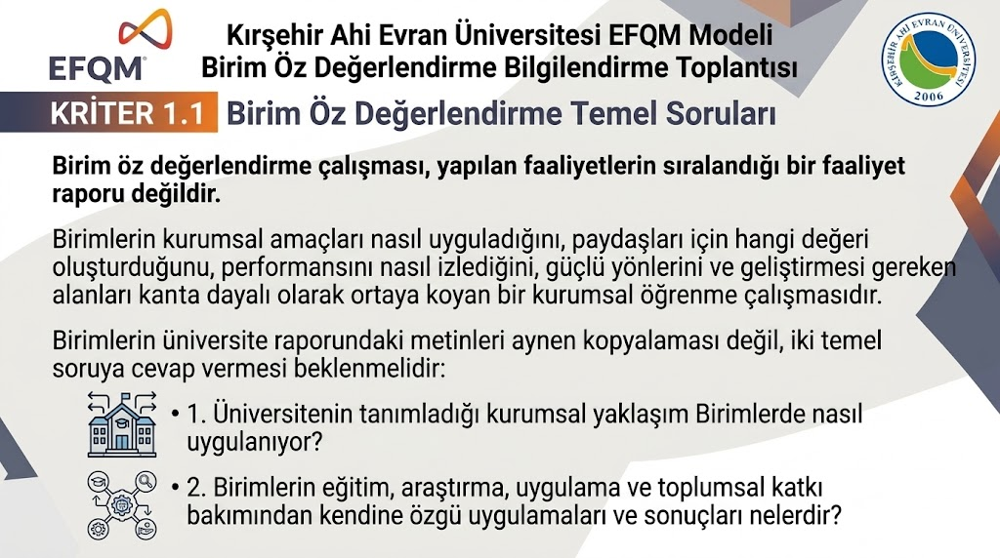 EFQM
Kırşehir Ahi Evran Üniversitesi EFQM Modeli
Birim Öz Değerlendirme Bilgilendirme Toplantısı
KIRŞEHİR AHİ EVRAN ÜNİVERSİTESİ
2006
KRİTER 1.1
Birim Öz Değerlendirme Temel Soruları
Birim öz değerlendirme çalışması, yapılan faaliyetlerin sıralandığı bir faaliyet
raporu değildir.
Birimlerin kurumsal amaçları nasıl uyguladığını, paydaşları için hangi değeri
oluşturduğunu, performansını nasıl izlediğini, güçlü yönlerini ve geliştirmesi gereken
alanları kanta dayalı olarak ortaya koyan bir kurumsal öğrenme çalışmasıdır.
Birimlerin üniversite raporundaki metinleri aynen kopyalaması değil, iki temel
soruya cevap vermesi beklenmelidir:
• 1. Üniversitenin tanımladığı kurumsal yaklaşım Birimlerde nasıl
uygulanıyor?
• 2. Birimlerin eğitim, araştırma, uygulama ve toplumsal katkı
bakımından kendine özgü uygulamaları ve sonuçları nelerdir?